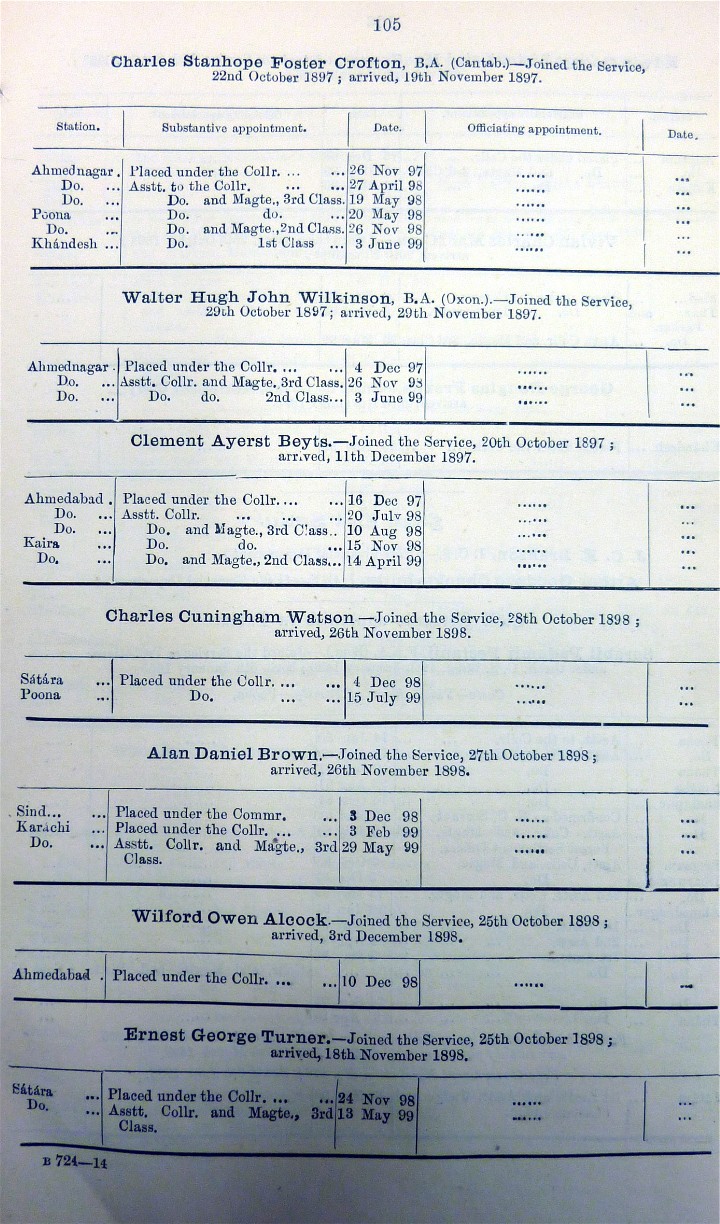 105
Charles Stanhope Foster Crofton, B.A. (Cantab.)—Joined the Service,
22nd October 1897 ; arrived, 19th November 1897.
Station. Substantive appointment. Date. Officiating appointment. Date.
Ahmednagar . Placed under the Collr. ... ... 26 Nov 97 ...... ...
Do. ... Asstt. to the Collr. ... ... 27 April 98 ...... ...
Do. ... Do. and Magte., 3rd Class. 19 May 98 ...... ...
Poona ... Do. do. ... 20 May 98 ...... ...
Do. ... Do. and Magte.,2nd Class. 26 Nov 98 ...... ...
Khándesh ... Do. 1st Class ... 3 June 99 ...... ...
Walter Hugh John Wilkinson, B.A. (Oxon.).—Joined the Service,
29th October 1897; arrived, 29th November 1897.
Ahmednagar . Placed under the Collr. ... ... 4 Dec 97 ...... ...
Do. ... Asstt. Collr. and Magte., 3rd Class. 26 Nov 98 ...... ...
Do. ... Do. do. 2nd Class... 3 June 99 ...... ...
Clement Ayerst Beyts.—Joined the Service, 20th October 1897 ;
arrived, 11th December 1897.
Ahmedabad . Placed under the Collr. ... ... 16 Dec 97 ...... ...
Do. ... Asstt. Collr. ... ... ... 20 July 98 ...... ...
Do. ... Do. and Magte., 3rd Class.. 10 Aug 98 ...... ...
Kaira ... Do. do. ... 15 Nov 98 ...... ...
Do. ... Do. and Magte., 2nd Class... 14 April 99 ...... ...
Charles Cuningham Watson —Joined the Service, 28th October 1898 ;
arrived, 26th November 1898.
Sátára ... Placed under the Collr. ... ... 4 Dec 98 ...... ...
Poona ... Do. ... ... 15 July 99 ...... ...
Alan Daniel Brown.—Joined the Service, 27th October 1898 ;
arrived, 26th November 1898.
Sind... ... Placed under the Commr. ... 3 Dec 98 ...... ...
Karáchi ... Placed under the Collr. ... ... 3 Feb 99 ...... ...
Do. ... Asstt. Collr. and Magte., 3rd 29 May 99 ...... ...
Class.
Wilford Owen Alcock.—Joined the Service, 25th October 1898 ;
arrived, 3rd December 1898.
Ahmedabad . Placed under the Collr. ... ... 10 Dec 98 ...... ...
Ernest George Turner.—Joined the Service, 25th October 1898 ;
arrived, 18th November 1898.
Sátára ... Placed under the Collr. ... ... 24 Nov 98 ...... ...
Do. ... Asstt. Collr. and Magte., 3rd 13 May 99 ...... ...
Class.
B 724—14